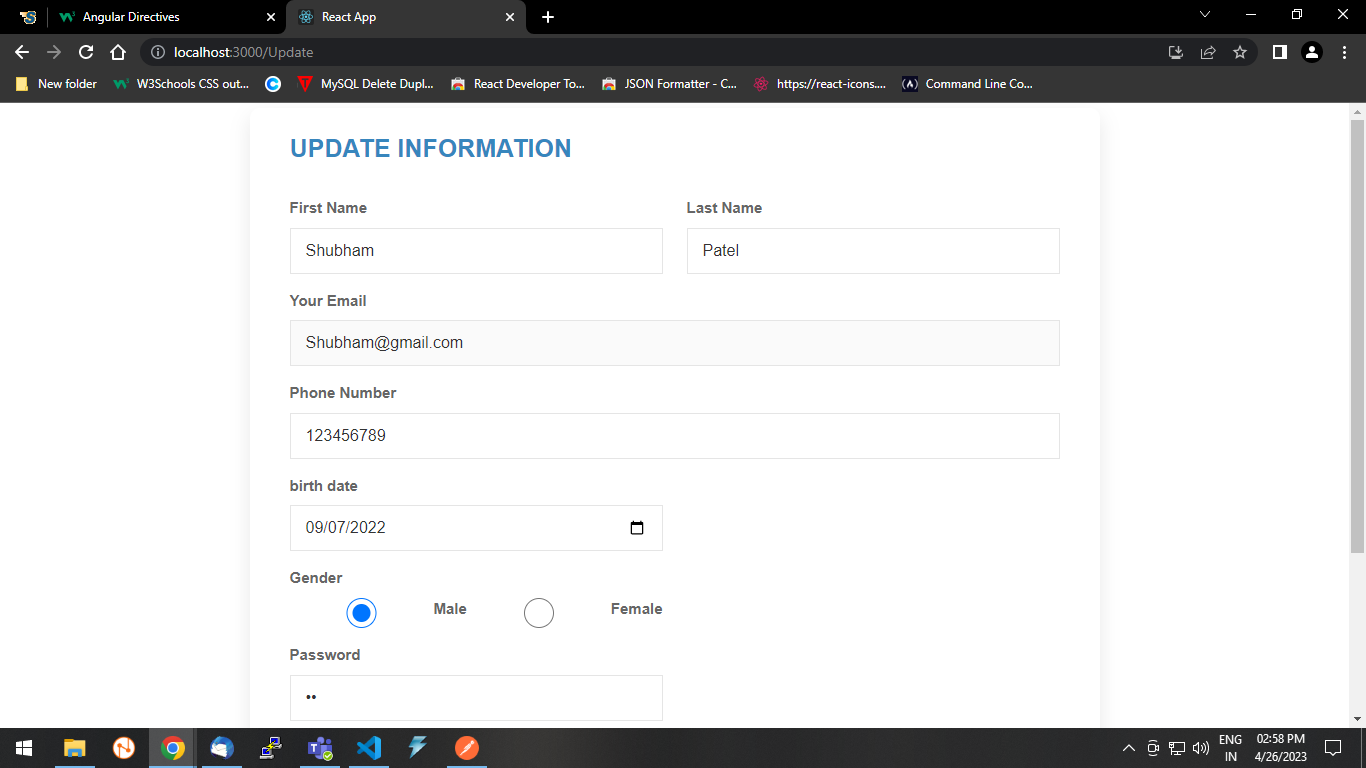 Angular Directives
React App
localhost:3000/Update
New folder
W3Schools CSS out...
MySQL Delete Dupl...
React Developer To...
JSON Formatter - C...
https://react-icons....
Command Line Co...
UPDATE INFORMATION
First Name
Last Name
Shubham
Patel
Your Email
Shubham@gmail.com
Phone Number
123456789
birth date
09/07/2022
Gender
Male
Female
Password
••
ENG
IN
02:58 PM
4/26/2023